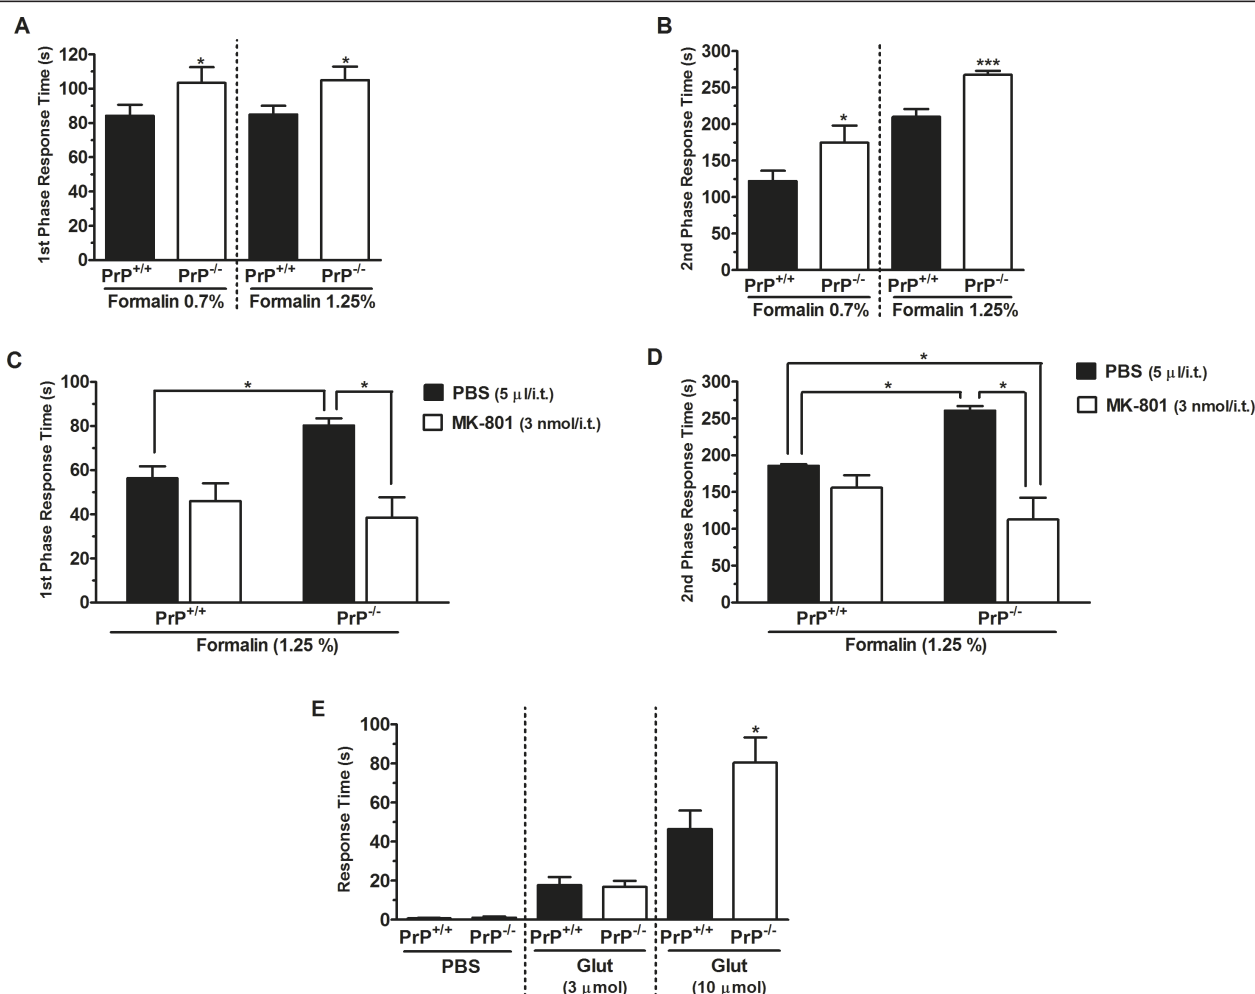 A
1st Phase Response Time (s)
120
100
80
60
40
20
0
*
*
PrP+/+ PrP-/- PrP+/+ PrP-/-
Formalin 0.7% Formalin 1.25%
B
2nd Phase Response Time (s)
300
250
200
150
100
50
0
*
***
PrP+/+ PrP-/- PrP+/+ PrP-/-
Formalin 0.7% Formalin 1.25%
C
1st Phase Response Time (s)
100
80
60
40
20
0
* *
PBS (5 μl/i.t.)
MK-801 (3 nmol/i.t.)
PrP+/+ PrP-/-
Formalin (1.25 %)
D
2nd Phase Response Time (s)
300
250
200
150
100
50
0
*
* *
PBS (5 μl/i.t.)
MK-801 (3 nmol/i.t.)
PrP+/+ PrP-/-
Formalin (1.25 %)
E
Response Time (s)
100
80
60
40
20
0
*
PrP+/+ PrP-/- PrP+/+ PrP-/- PrP+/+ PrP-/-
PBS Glut Glut
(3 μmol) (10 μmol)